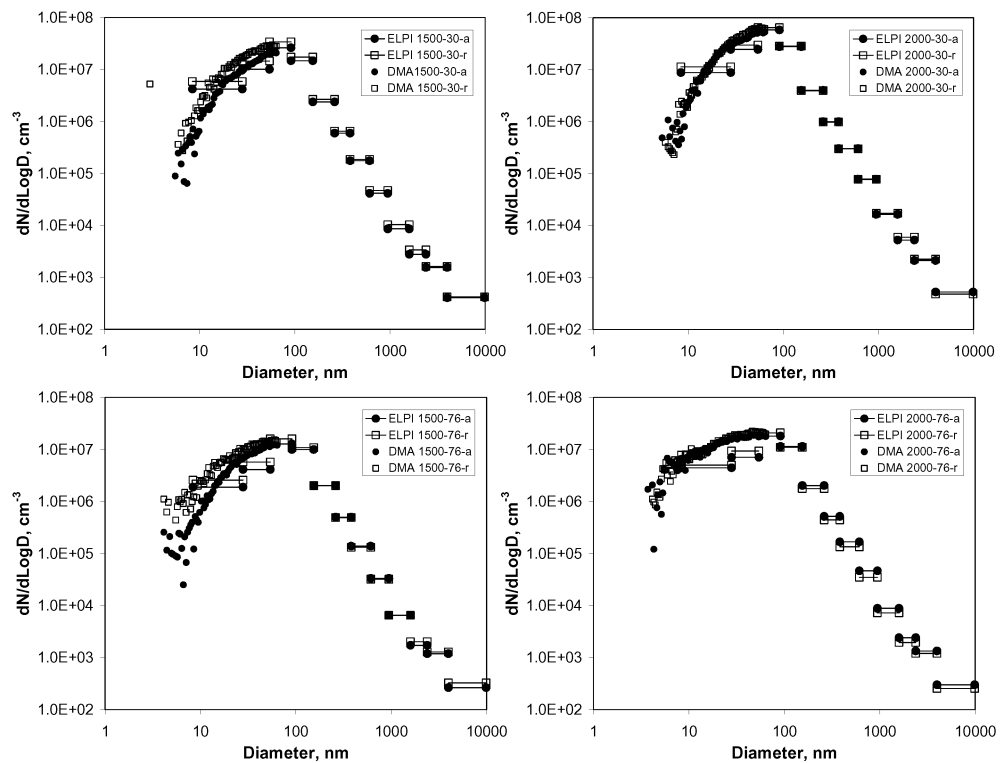 1.0E+08
1.0E+07
1.0E+06
1.0E+05
1.0E+04
1.0E+03
1.0E+02
dN/dLogD, cm-3
ELPI 1500-30-a
ELPI 1500-30-r
DMA1500-30-a
DMA 1500-30-r
1 10 100 1000 10000
Diameter, nm
1.0E+08
1.0E+07
1.0E+06
1.0E+05
1.0E+04
1.0E+03
1.0E+02
dN/dLogD, cm-3
ELPI 2000-30-a
ELPI 2000-30-r
DMA 2000-30-a
DMA 2000-30-r
1 10 100 1000 10000
Diameter, nm
1.0E+08
1.0E+07
1.0E+06
1.0E+05
1.0E+04
1.0E+03
1.0E+02
dN/dLogD, cm-3
ELPI 1500-76-a
ELPI 1500-76-r
DMA 1500-76-a
DMA 1500-76-r
1 10 100 1000 10000
Diameter, nm
1.0E+08
1.0E+07
1.0E+06
1.0E+05
1.0E+04
1.0E+03
1.0E+02
dN/dLogD, cm-3
ELPI 2000-76-a
ELPI 2000-76-r
DMA 2000-76-a
DMA 2000-76-r
1 10 100 1000 10000
Diameter, nm